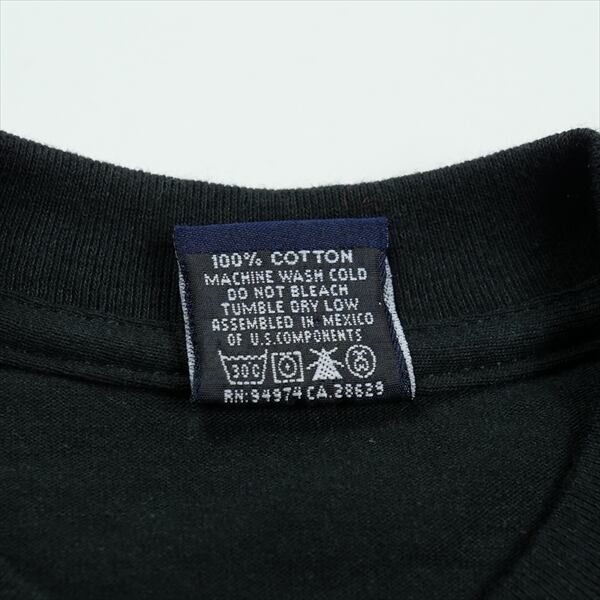 100% COTTON
MACHINE WASH COLD
DO NOT BLEACH
TUMBLE DRY LOW
ASSEMBLED IN MEXICO
OF U.S. COMPONENTS
30C
RN:94974 CA.28629